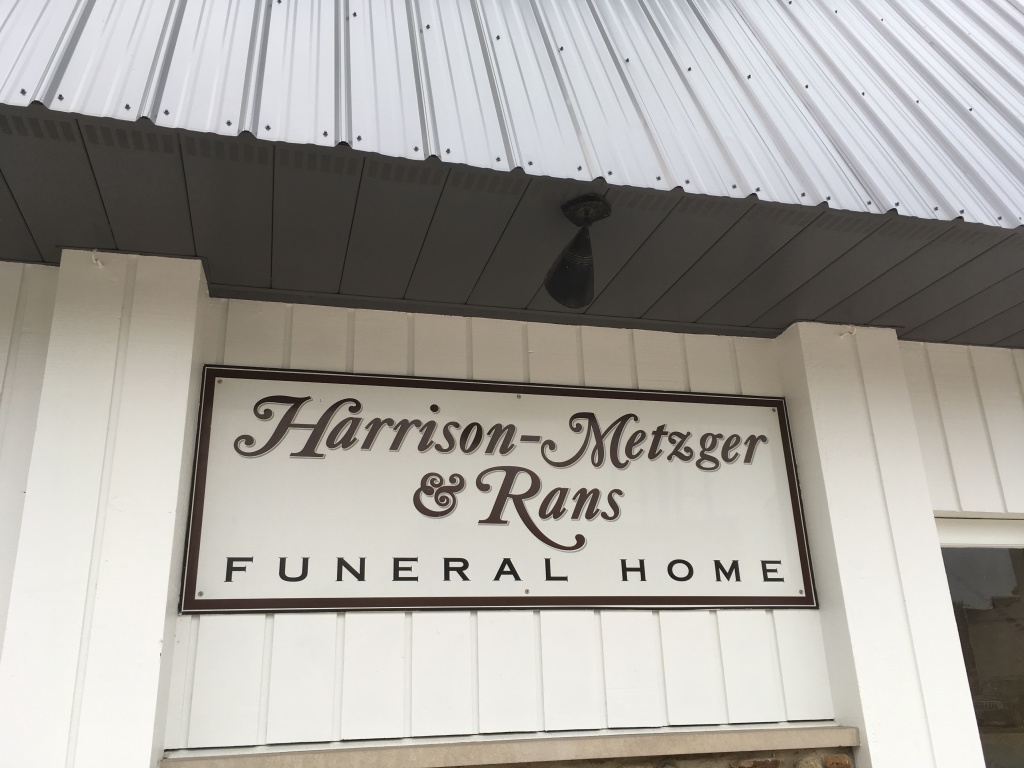 Harrison-Metzger
& Rans
FUNERAL HOME